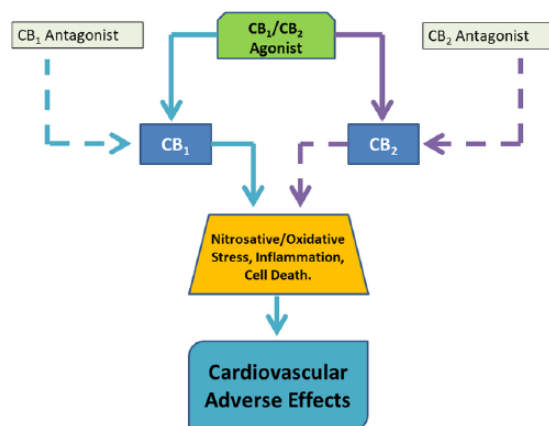 CB₁ Antagonist
CB₁/CB₂
Agonist
CB₂ Antagonist
CB₁
CB₂
Nitrosative/Oxidative
Stress, Inflammation,
Cell Death.
Cardiovascular
Adverse Effects